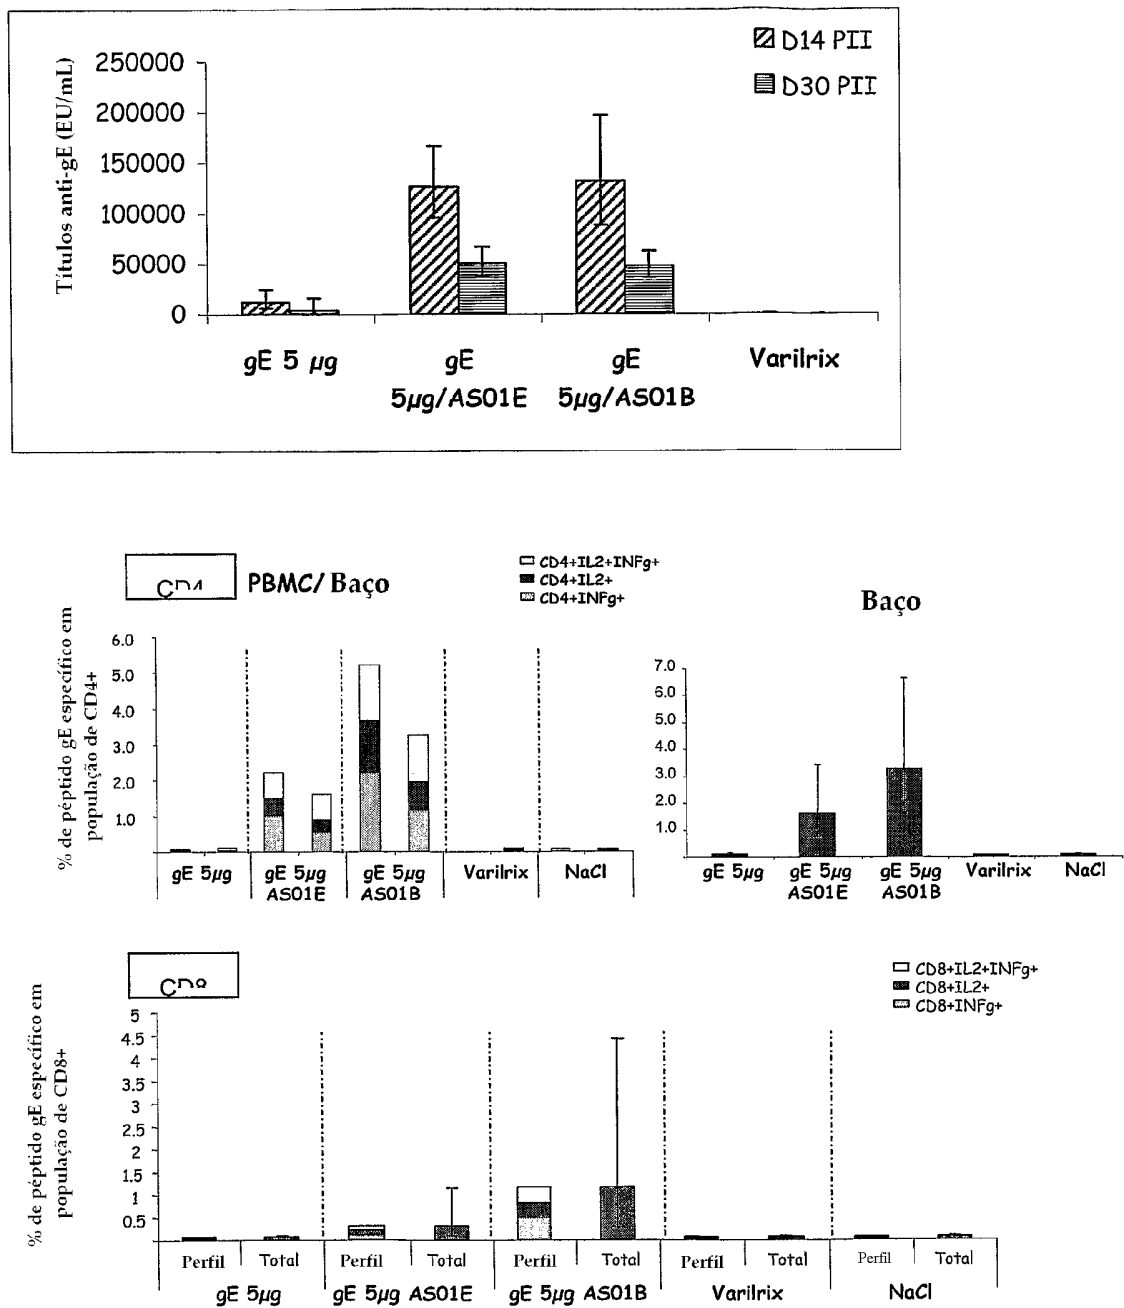 D14 PII
D30 PII
Títulos anti-gE (EU/mL)
250000
200000
150000
100000
50000
0
gE 5 µg
gE
5µg/AS01E
gE
5µg/AS01B
Varilrix
CD4
PBMC/ Baço
CD4+IL2+INFg+
CD4+IL2+
CD4+INFg+
% de péptido gE específico em
população de CD4+
6.0
5.0
4.0
3.0
2.0
1.0
gE 5µg
gE 5µg
AS01E
gE 5µg
AS01B
Varilrix
NaCl
Baço
7.0
6.0
5.0
4.0
3.0
2.0
1.0
gE 5µg
gE 5µg
AS01E
gE 5µg
AS01B
Varilrix
NaCl
CD8
CD8+IL2+INFg+
CD8+IL2+
CD8+INFg+
% de péptido gE específico em
população de CD8+
5
4.5
4
3.5
3
2.5
2
1.5
1
0.5
Perfil Total Perfil Total Perfil Total Perfil Total Perfil Total
gE 5µg gE 5µg AS01E gE 5µg AS01B Varilrix NaCl